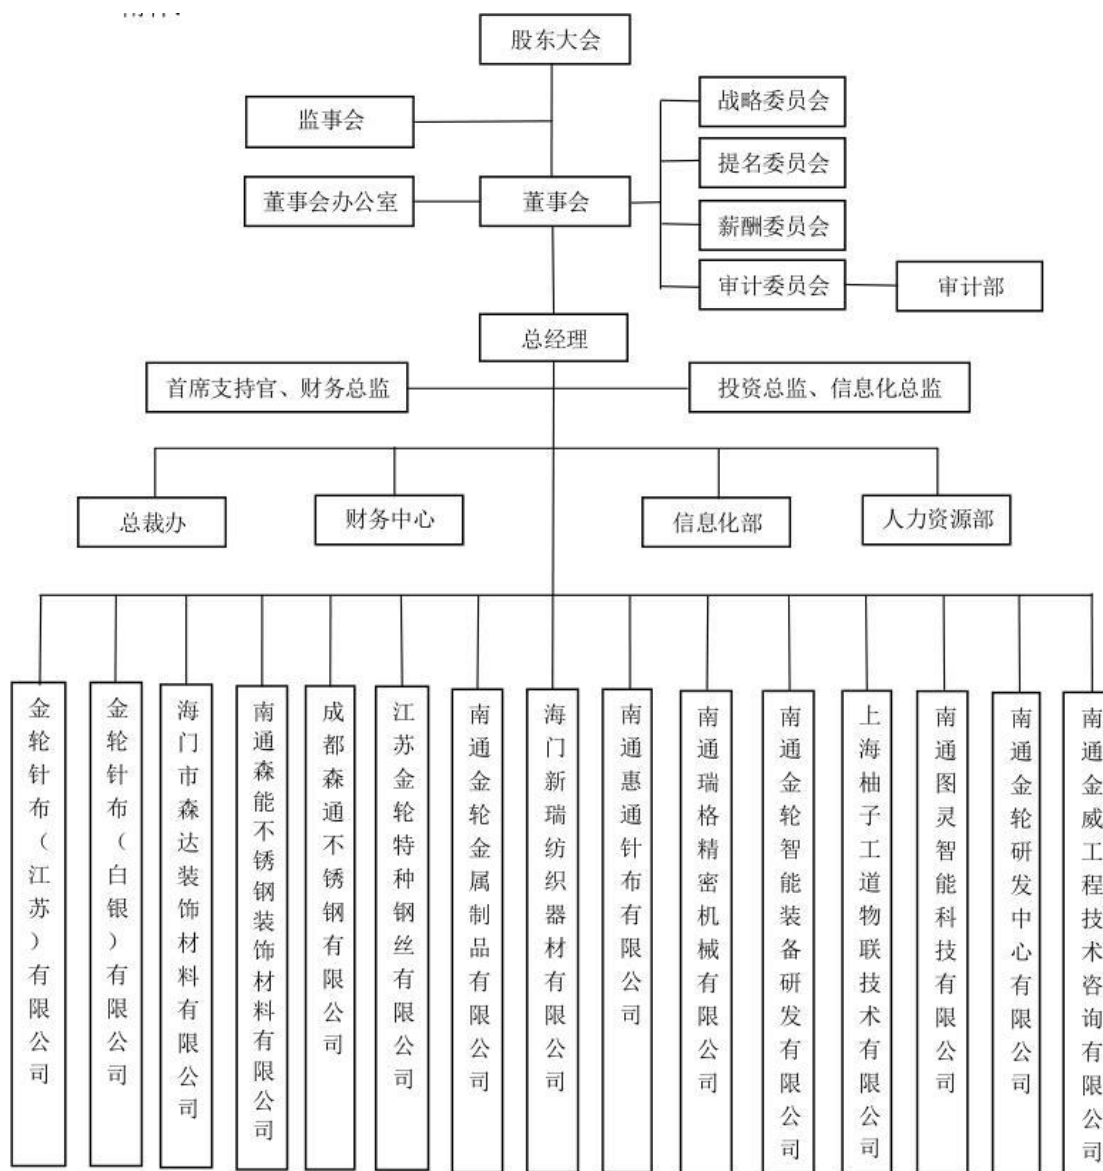 股东大会
监事会
战略委员会
提名委员会
董事会办公室
董事会
薪酬委员会
审计委员会
审计部
总经理
首席支持官、财务总监
投资总监、信息化总监
总裁办
财务中心
信息化部
人力资源部
金轮针布（江苏）有限公司
金轮针布（白银）有限公司
海门市森达装饰材料有限公司
南通森能不锈钢装饰材料有限公司
成都森通不锈钢有限公司
江苏金轮特种钢丝有限公司
南通金轮金属制品有限公司
海门新瑞纺织器材有限公司
南通惠通针布有限公司
南通瑞格精密机械有限公司
南通金轮智能装备研发有限公司
上海柚子工道物联技术有限公司
南通图灵智能科技有限公司
南通金轮研发中心有限公司
南通金威工程技术咨询有限公司